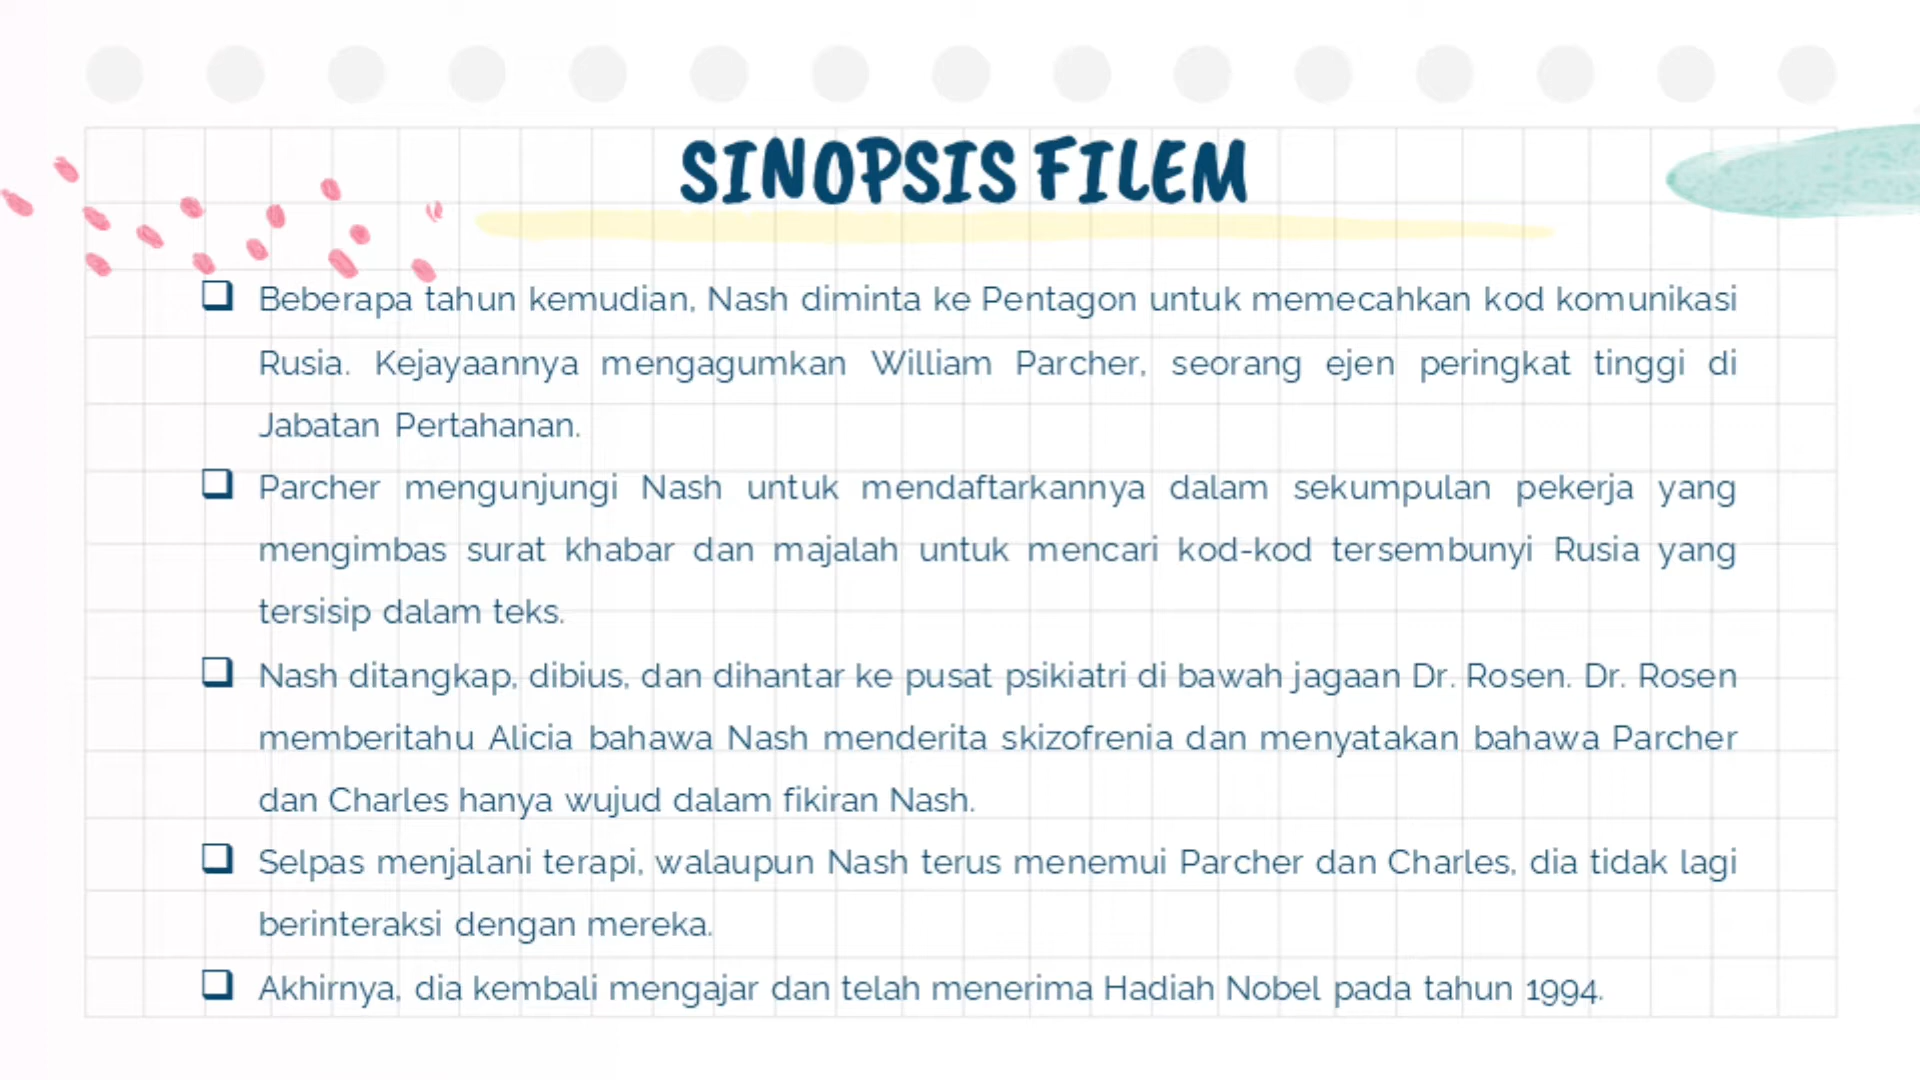 SINOPSIS FILEM
Beberapa tahun kemudian, Nash diminta ke Pentagon untuk memecahkan kod komunikasi
Rusia. Kejayaannya mengagumkan William Parcher, seorang ejen peringkat tinggi di
Jabatan Pertahanan.
Parcher mengunjungi Nash untuk mendaftarkannya dalam sekumpulan pekerja yang
mengimbas surat khabar dan majalah untuk mencari kod-kod tersembunyi Rusia yang
tersisip dalam teks.
Nash ditangkap, dibius, dan dihantar ke pusat psikiatri di bawah jagaan Dr. Rosen. Dr. Rosen
memberitahu Alicia bahawa Nash menderita skizofrenia dan menyatakan bahawa Parcher
dan Charles hanya wujud dalam fikiran Nash.
Selpas menjalani terapi, walaupun Nash terus menemui Parcher dan Charles, dia tidak lagi
berinteraksi dengan mereka.
Akhirnya, dia kembali mengajar dan telah menerima Hadiah Nobel pada tahun 1994.